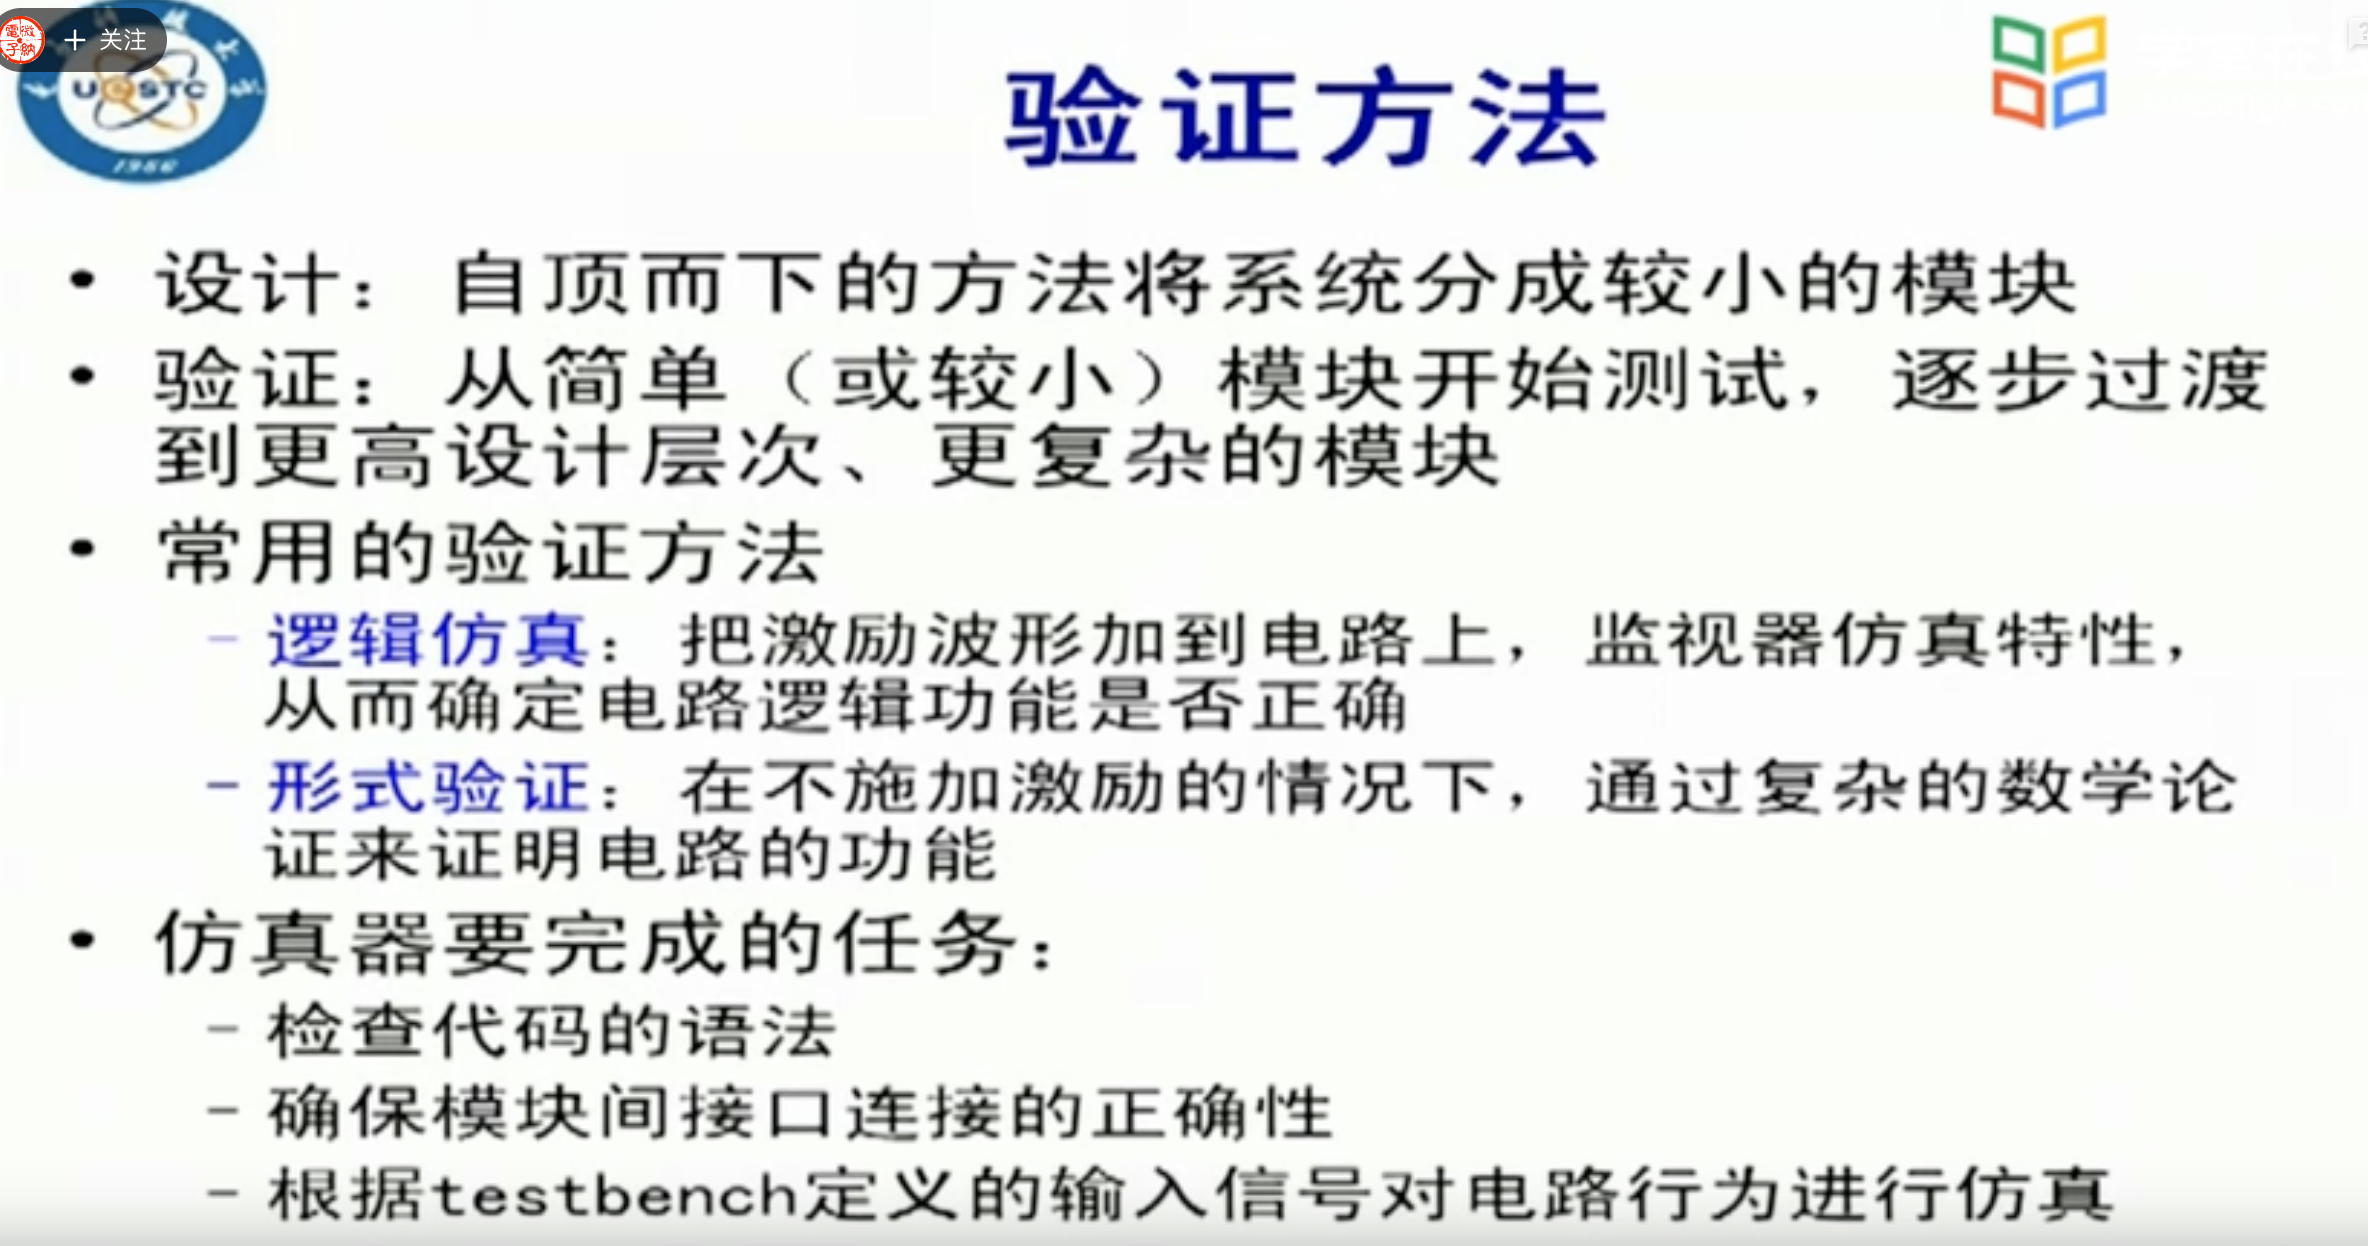 電微
子納
+ 关注
UESTC
1956
验证方法
• 设计：自顶而下的方法将系统分成较小的模块
• 验证：从简单（或较小）模块开始测试，逐步过渡
到更高设计层次、更复杂的模块
• 常用的验证方法
– 逻辑仿真：把激励波形加到电路上，监视器仿真特性，
从而确定电路逻辑功能是否正确
– 形式验证：在不施加激励的情况下，通过复杂的数学论
证来证明电路的功能
• 仿真器要完成的任务：
– 检查代码的语法
– 确保模块间接口连接的正确性
– 根据testbench定义的输入信号对电路行为进行仿真